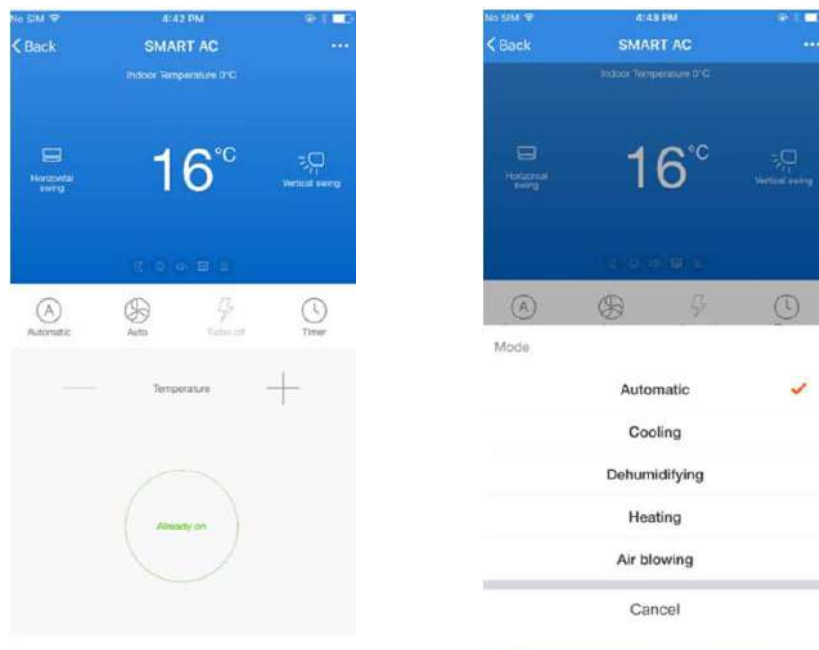 No SIM 4:42 PM
Back SMART AC
Indoor Temperature 0°C
16°C
Horizontal swing
Vertical swing
Automatic Auto Turbo off Timer
Temperature
Already on
No SIM 4:43 PM
Back SMART AC
Indoor Temperature 0°C
16°C
Horizontal swing
Vertical swing
Mode
Automatic
Cooling
Dehumidifying
Heating
Air blowing
Cancel